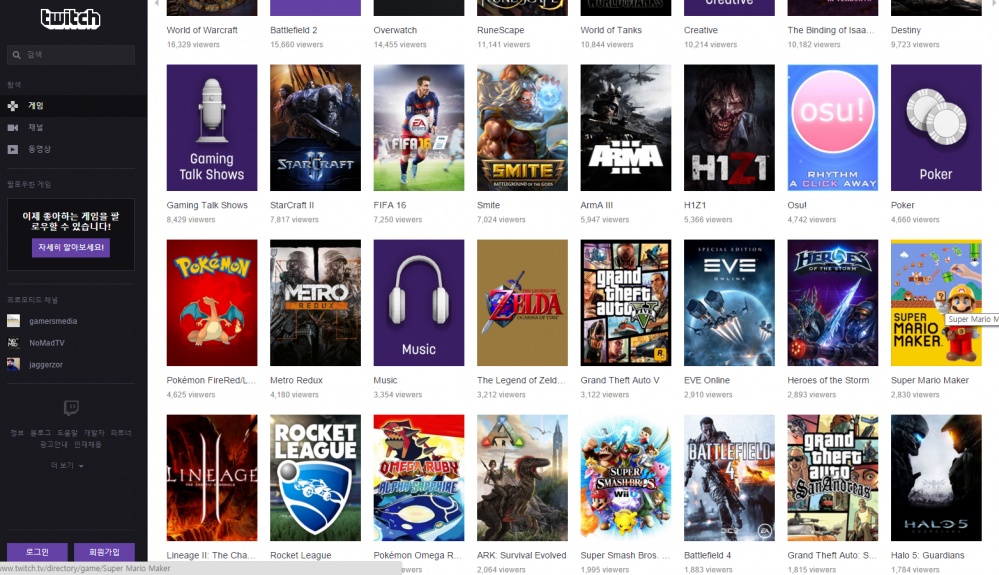 twitch
검색
탐색
게임
채널
동영상
팔로우한 게임
이제 좋아하는 게임을 팔
로우할 수 있습니다!
자세히 알아보세요!
프로모티드 채널
gamersmedia
NoMadTV
jaggerzor
정보 블로그 도움말 개발자 파트너
광고안내 인재채용
더 보기
로그인 회원가입
www.twitch.tv/directory/game/Super Mario Maker
World of Warcraft
16,329 viewers
Battlefield 2
15,660 viewers
Overwatch
14,455 viewers
RuneScape
11,141 viewers
World of Tanks
10,844 viewers
Creative
Creative
10,214 viewers
The Binding of Isaa...
10,182 viewers
Destiny
9,723 viewers
Gaming
Talk Shows
Gaming Talk Shows
8,429 viewers
STARCRAFT
II
StarCraft II
7,817 viewers
EA
SPORTS
FIFA 16
FIFA 16
7,250 viewers
SMITE
BATTLEGROUND OF THE GODS
Smite
7,024 viewers
ARMA
III
ArmA III
5,947 viewers
H1Z1
H1Z1
5,366 viewers
osu!
RHYTHM
A CLICK AWAY
Osu!
4,742 viewers
Poker
Poker
4,660 viewers
POKéMON
Pokémon FireRed/L...
4,625 viewers
METRO
REDUX
Metro Redux
4,180 viewers
Music
Music
3,354 viewers
THE LEGEND OF
ZELDA
OCARINA OF TIME
The Legend of Zeld...
3,212 viewers
grand
theft
auto
V
FIVE
R
Grand Theft Auto V
3,122 viewers
SPECIAL EDITION
EVE
ONLINE
EVE Online
2,910 viewers
HEROES
OF THE STORM
Heroes of the Storm
2,893 viewers
SUPER
MARIO
MAKER
Super Mario M
Super Mario Maker
2,830 viewers
LINEAGE
II
Lineage II: The Cha...
ROCKET
LEAGUE
Rocket League
OMEGA RUBY
ALPHA SAPPHIRE
Pokémon Omega R...
ewers
ARK: Survival Evolved
2,064 viewers
SUPER
SMASH BROS.
Wii U
Super Smash Bros. ...
1,995 viewers
BATTLEFIELD
4
DICE
EA
Battlefield 4
1,883 viewers
grand
theft
auto
San Andreas
Grand Theft Auto: S...
1,815 viewers
HALO 5
Halo 5: Guardians
1,784 viewers